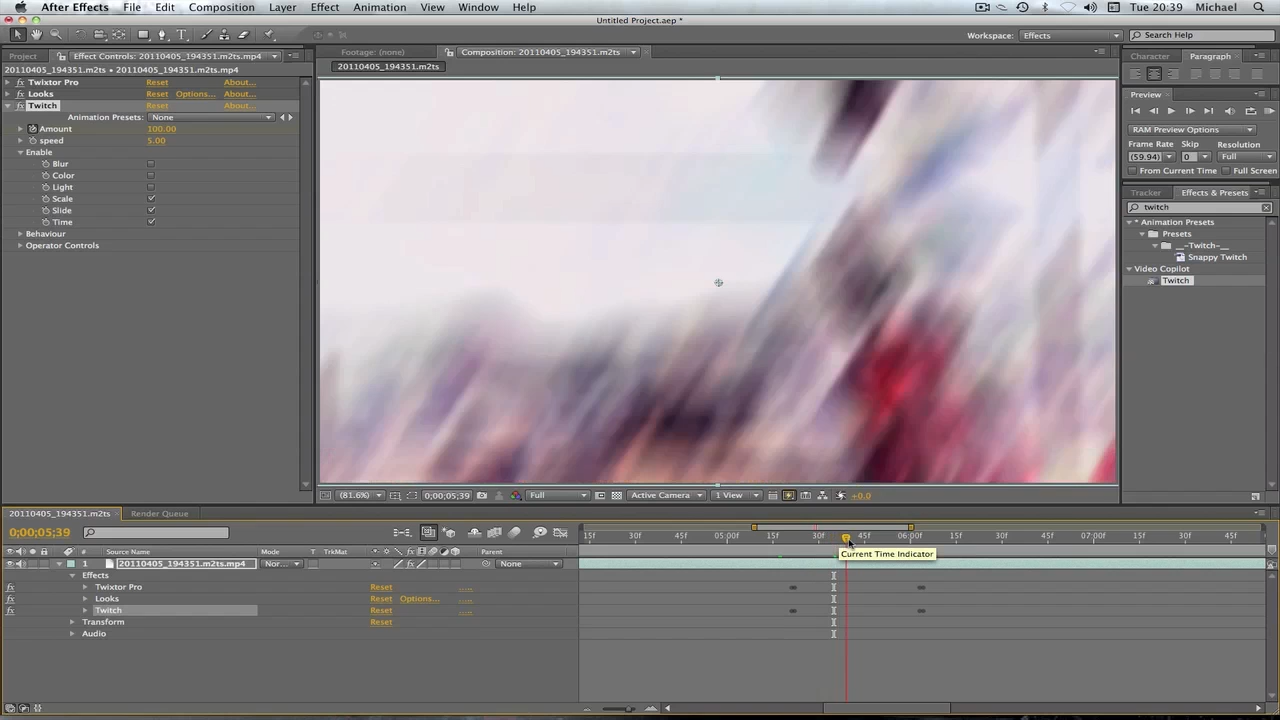 After Effects File Edit Composition Layer Effect Animation View Window Help Tue 20:39 Michael
Untitled Project.aep *
Workspace: Effects Search Help
Project Effect Controls: 20110405_194351.m2ts.mp4
20110405_194351.m2ts • 20110405_194351.m2ts.mp4
Twixtor Pro Reset About...
Looks Reset Options... About...
Twitch Reset About...
Animation Presets: None
Amount 100.00
speed 5.00
Enable
Blur
Color
Light
Scale
Slide
Time
Behaviour
Operator Controls
Footage: (none) Composition: 20110405_194351.m2ts
20110405_194351.m2ts
(81.6%) 0;00;05;39 Full Active Camera 1 View +0.0
Character Paragraph
Preview
RAM Preview Options
Frame Rate Skip Resolution
(59.94) 0 Full
From Current Time Full Screen
Tracker Effects & Presets
twitch
* Animation Presets
Presets
__-Twitch-__
Snappy Twitch
Video Copilot
Twitch
20110405_194351.m2ts Render Queue
0;00;05;39
15f 30f 45f 05:00f 15f 30f 45f 06:00f 15f 30f 45f 07:00f 15f 30f 45f
Current Time Indicator
# Source Name Mode T TrkMat Parent
1 20110405_194351.m2ts.mp4 Nor... None
Effects
Twixtor Pro Reset .....
Looks Reset Options... .....
Twitch Reset .....
Transform Reset
Audio